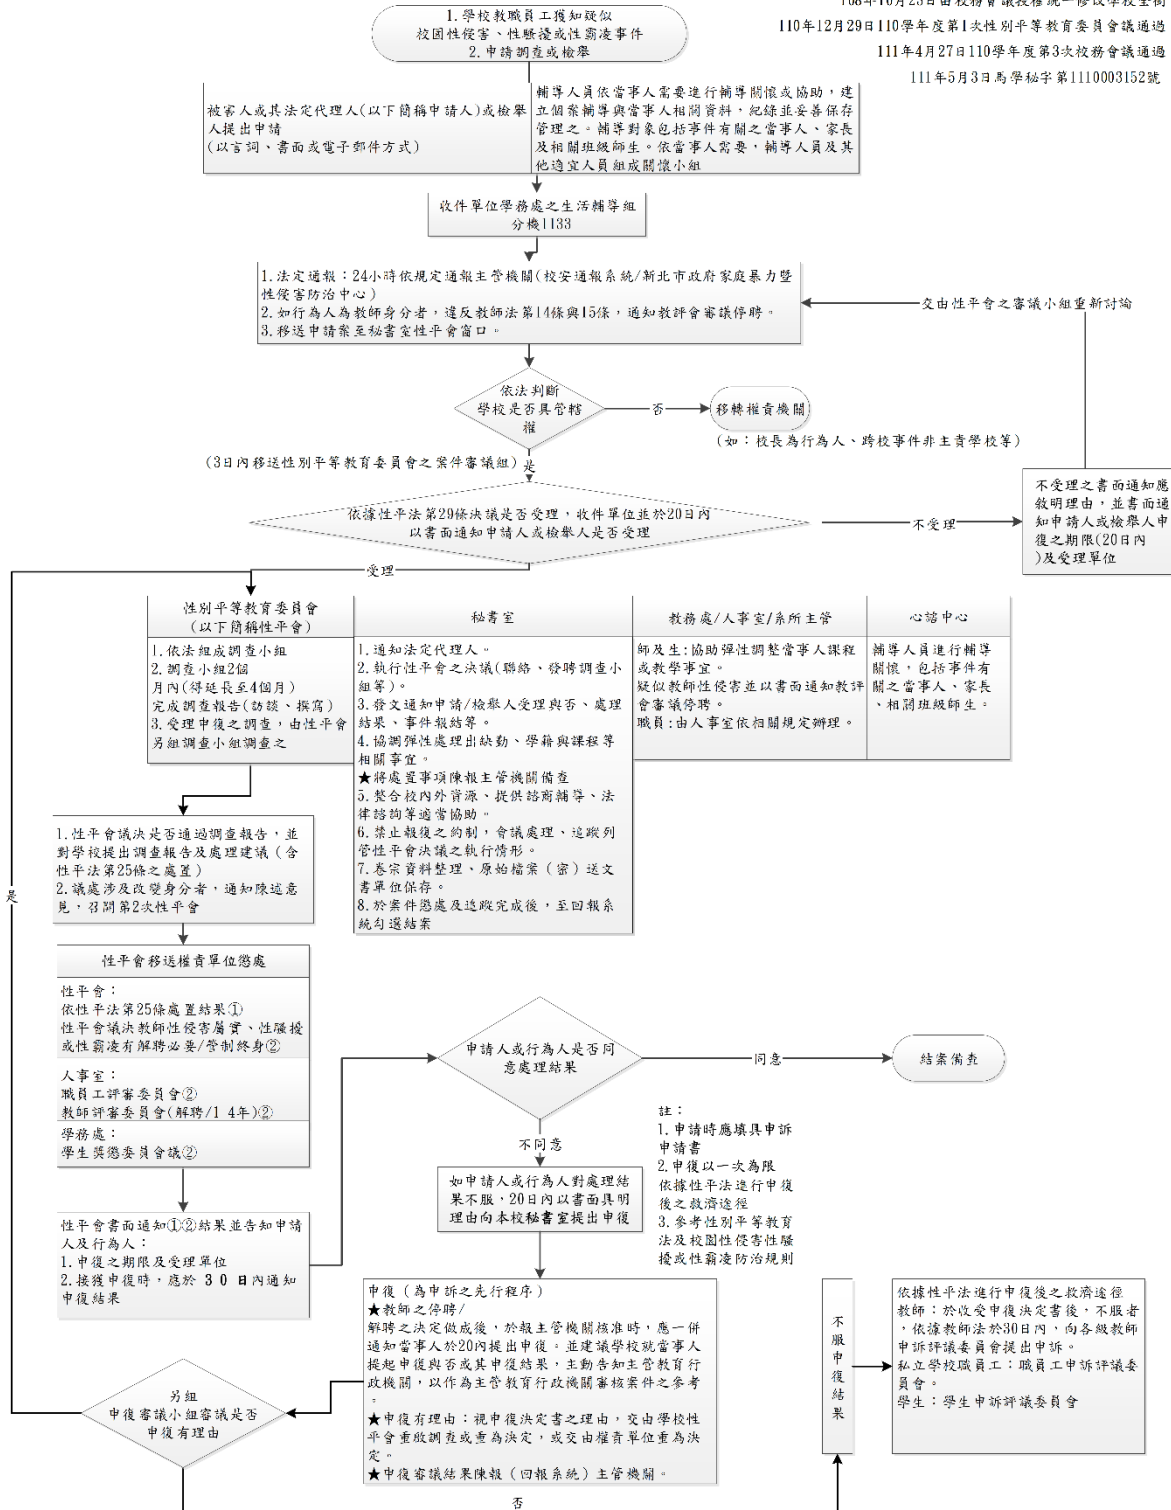 108年10月23日由校務會議授權統一修改學校全銜
110年12月29日110學年度第1次性別平等教育委員會議通過
111年4月27日110學年度第3次校務會議通過
111年5月3日馬學秘字第1110003152號
1.學校教職員工獲知疑似
校園性侵害、性騷擾或性霸凌事件
2.申請調查或檢舉
被害人或其法定代理人(以下簡稱申請人)或檢舉
人提出申請
(以言詞、書面或電子郵件方式)
輔導人員依當事人需要進行輔導關懷或協助，建
立個案輔導與當事人相關資料，紀錄並妥善保存
管理之。輔導對象包括事件有關之當事人、家長
及相關班級師生。依當事人需要，輔導人員及其
他適宜人員組成關懷小組
收件單位學務處之生活輔導組
分機1133
1.法定通報：24小時依規定通報主管機關(校安通報系統/新北市政府家庭暴力暨
性侵害防治中心)
2.如行為人為教師身分者，違反教師法第14條與15條，通知教評會審議停聘。
3.移送申請案至秘書室性平會窗口。
交由性平會之審議小組重新討論
依法判斷
學校是否具管轄
權
否
移轉權責機關
(如：校長為行為人、跨校事件非主責學校等)
(3日內移送性別平等教育委員會之案件審議組)
是
依據性平法第29條決議是否受理，收件單位並於20日內
以書面通知申請人或檢舉人是否受理
不受理
不受理之書面通知應
敘明理由，並書面通
知申請人或檢舉人申
復之期限(20日內
)及受理單位
受理
性別平等教育委員會
(以下簡稱性平會)
1.依法組成調查小組
2.調查小組2個
月內(得延長至4個月)
完成調查報告(訪談、撰寫)
3.受理申復之調查，由性平會
另組調查小組調查之
秘書室
1.通知法定代理人。
2.執行性平會之決議(聯絡、發聘調查小
組等)。
3.發文通知申請/檢舉人受理與否、處理
結果、事件報結等。
4.協調彈性處理出缺勤、學籍與課程等
相關事宜。
★將處置事項陳報主管機關備查
5.整合校內外資源、提供諮商輔導、法
律諮詢等適當協助。
6.禁止報復之約制，會議處理、追蹤列
管性平會決議之執行情形。
7.卷宗資料整理、原始檔案（密）送文
書單位保存。
8.於案件懲處及追蹤完成後，至回報系
統勾選結案
教務處/人事室/系所主管
師及生:協助彈性調整當事人課程
或教學事宜。
疑似教師性侵害並以書面通知教評
會審議停聘。
職員:由人事室依相關規定辦理。
心諮中心
輔導人員進行輔導
關懷，包括事件有
關之當事人、家長
、相關班級師生。
1.性平會議決是否通過調查報告，並
對學校提出調查報告及處理建議（含
性平法第25條之處置）
2.議處涉及改變身分者，通知陳述意
見，召開第2次性平會
是
性平會移送權責單位懲處
性平會：
依性平法第25條處置結果①
性平會議決教師性侵害屬實、性騷擾
或性霸凌有解聘必要/管制終身②
人事室：
職員工評審委員會②
教師評審委員會(解聘/1 4年)②
學務處：
學生獎懲委員會議②
申請人或行為人是否同
意處理結果
同意
結案備查
不同意
註：
1.申請時應填具申訴
申請書
2.申復以一次為限
依據性平法進行申復
後之救濟途徑
3.參考性別平等教育
法及校園性侵害性騷
擾或性霸凌防治規則
如申請人或行為人對處理結
果不服，20日內以書面具明
理由向本校秘書室提出申復
性平會書面通知①②結果並告知申請
人及行為人：
1.申復之期限及受理單位
2.接獲申復時，應於 30 日內通知
申復結果
申復（為申訴之先行程序）
★教師之停聘/
解聘之決定做成後，於報主管機關核准時，應一併
通知當事人於20內提出申復。並建議學校就當事人
提起申復與否或其申復結果，主動告知主管教育行
政機關，以作為主管教育行政機關審核案件之參考
。
★申復有理由：視申復決定書之理由，交由學校性
平會重啟調查或重為決定，或交由權責單位重為決
定。
★申復審議結果陳報（回報系統）主管機關。
另組
申復審議小組審議是否
申復有理由
否
不服申復結果
依據性平法進行申復後之救濟途徑
教師：於收受申復決定書後，不服者
，依據教師法於30日內，向各級教師
申訴評議委員會提出申訴。
私立學校職員工：職員工申訴評議委
員會。
學生：學生申訴評議委員會